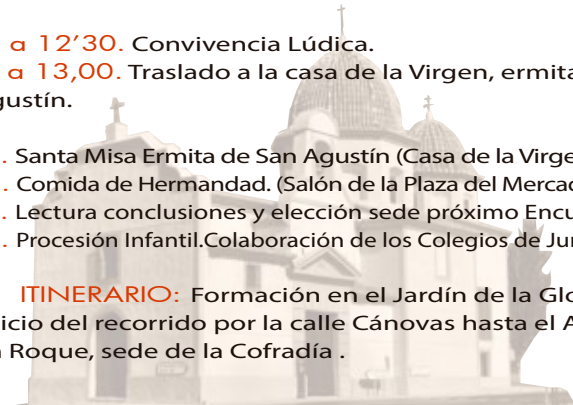 a 12’30. Convivencia Lúdica.
a 13,00. Traslado a la casa de la Virgen, ermita
gustín.
. Santa Misa Ermita de San Agustín (Casa de la Virge
. Comida de Hermandad. (Salón de la Plaza del Mercad
. Lectura conclusiones y elección sede próximo Encu
. Procesión Infantil.Colaboración de los Colegios de Jum
ITINERARIO: Formación en el Jardín de la Glo
icio del recorrido por la calle Cánovas hasta el A
Roque, sede de la Cofradía .